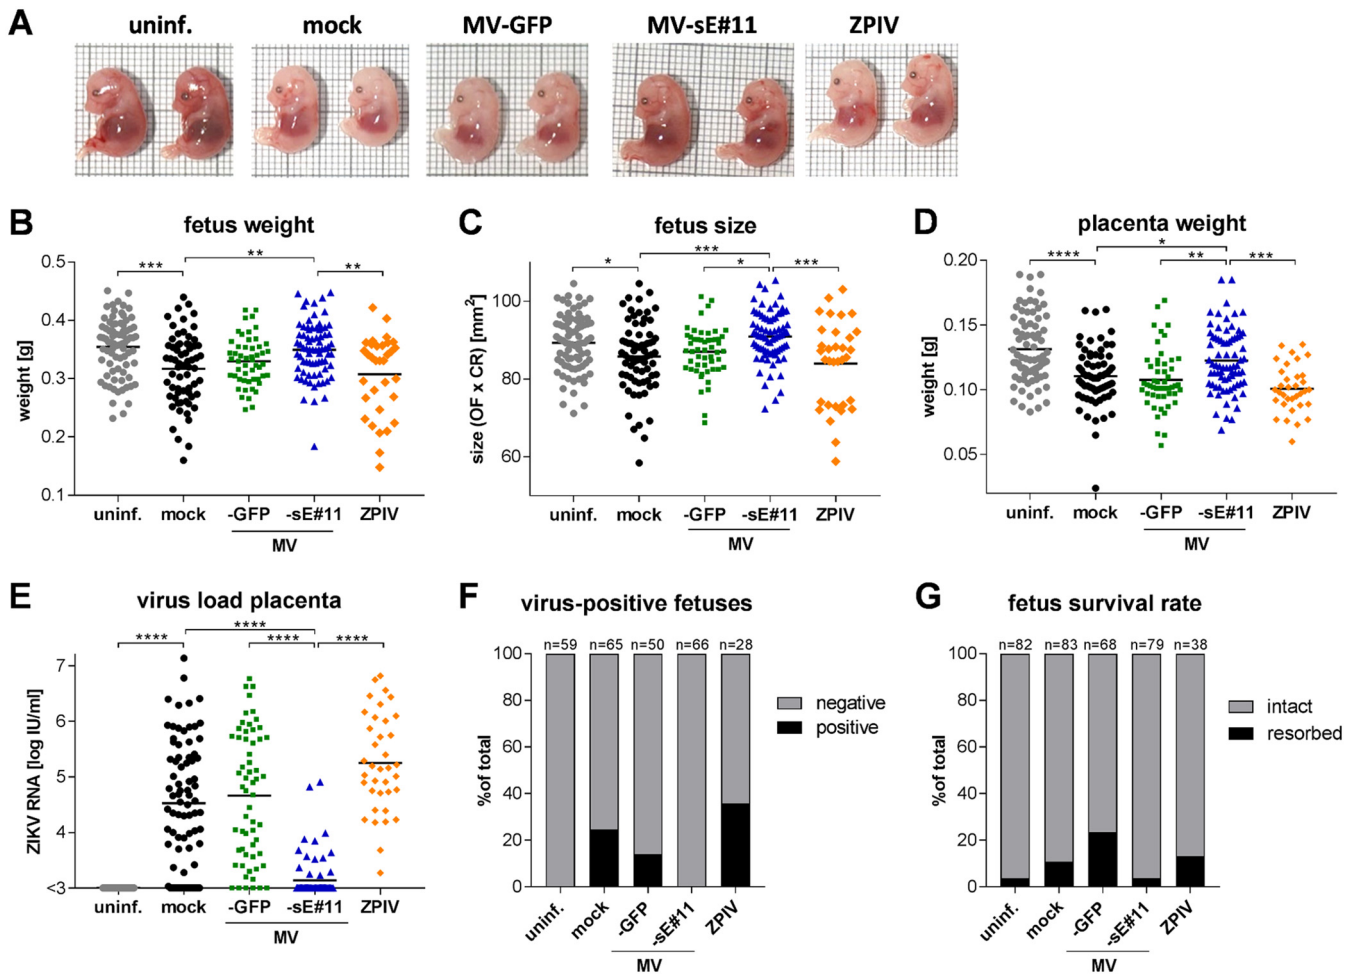 A
uninf. mock MV-GFP MV-sE#11 ZPIV
B
fetus weight
*** ** **
weight [g]
0.5
0.4
0.3
0.2
0.1
uninf. mock -GFP -sE#11 ZPIV
MV
C
fetus size
* *** * ***
size (OF x CR) [mm²]
100
80
60
uninf. mock -GFP -sE#11 ZPIV
MV
D
placenta weight
**** * ** ***
weight [g]
0.20
0.15
0.10
0.05
uninf. mock -GFP -sE#11 ZPIV
MV
E
virus load placenta
**** **** **** ****
ZIKV RNA [log IU/ml]
7
6
5
4
<3
uninf. mock -GFP -sE#11 ZPIV
MV
F
virus-positive fetuses
n=59 n=65 n=50 n=66 n=28
%of total
100
80
60
40
20
0
negative
positive
uninf. mock -GFP -sE#11 ZPIV
MV
G
fetus survival rate
n=82 n=83 n=68 n=79 n=38
%of total
100
80
60
40
20
0
intact
resorbed
uninf. mock -GFP -sE#11 ZPIV
MV